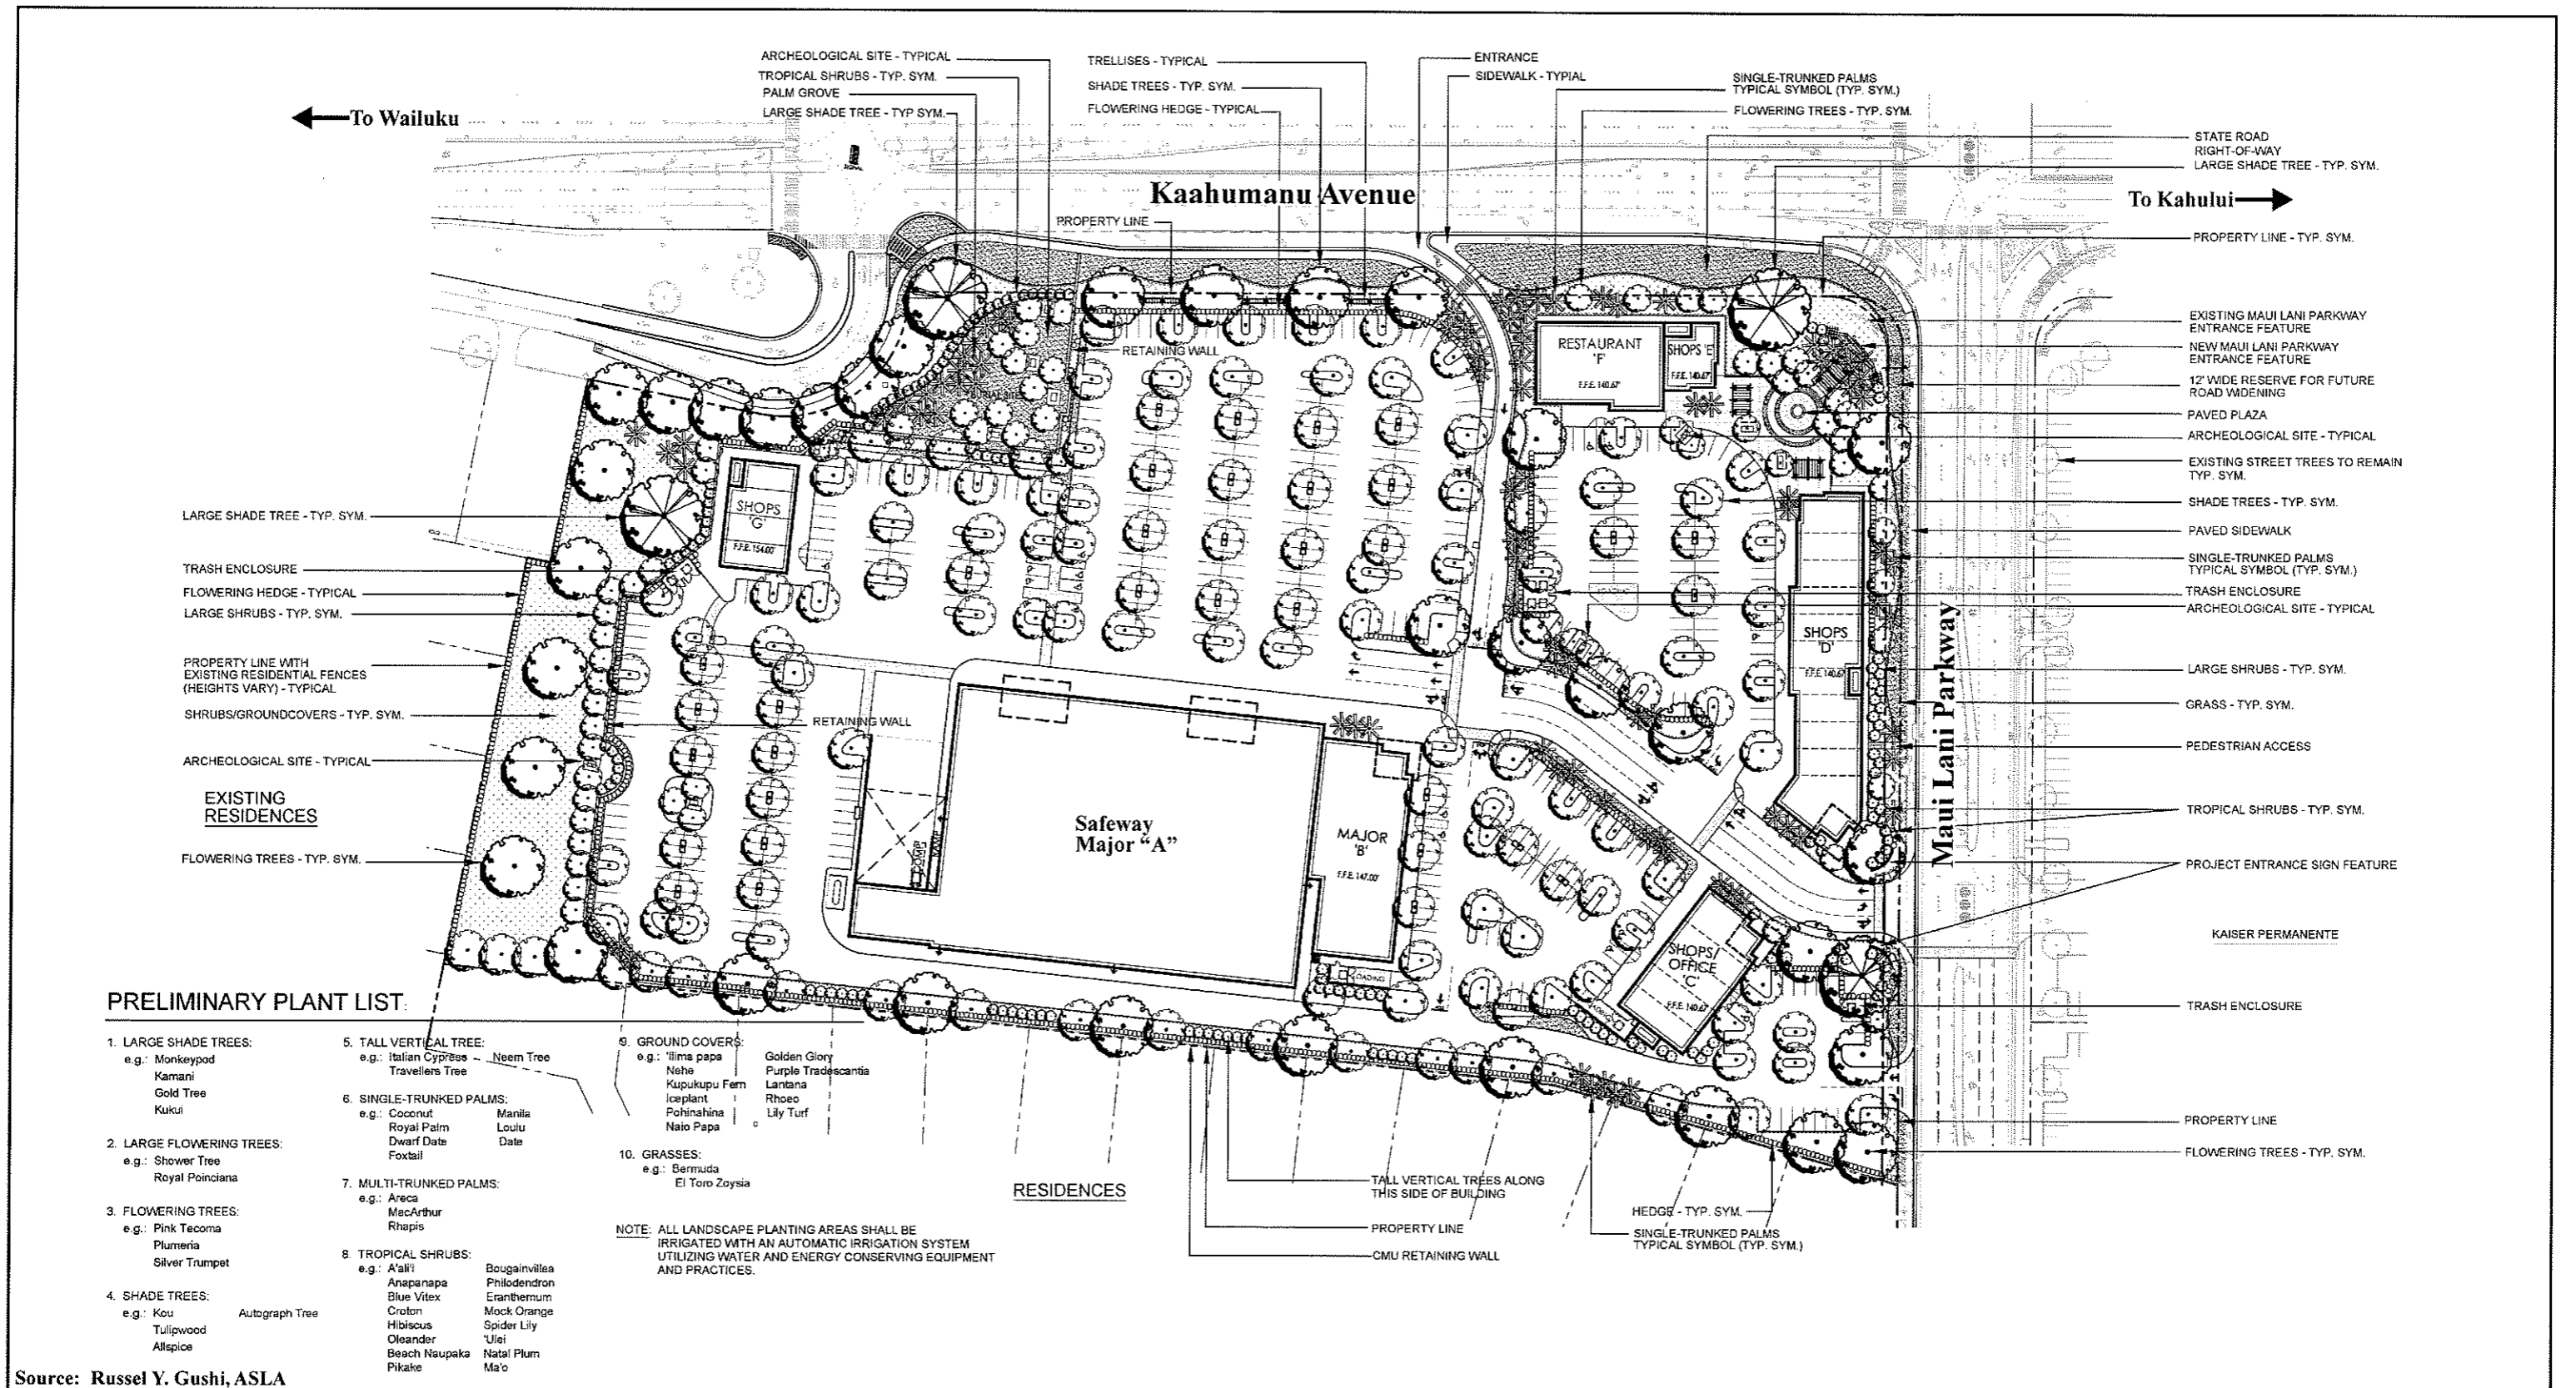 ARCHEOLOGICAL SITE - TYPICAL
TROPICAL SHRUBS - TYP. SYM.
PALM GROVE
LARGE SHADE TREE - TYP SYM.
TRELLISES - TYPICAL
SHADE TREES - TYP. SYM.
FLOWERING HEDGE - TYPICAL
ENTRANCE
SIDEWALK - TYPIAL
SINGLE-TRUNKED PALMS
TYPICAL SYMBOL (TYP. SYM.)
FLOWERING TREES - TYP. SYM.
To Wailuku
Kaahumanu Avenue
PROPERTY LINE
To Kahului
STATE ROAD
RIGHT-OF-WAY
LARGE SHADE TREE - TYP. SYM.
PROPERTY LINE - TYP. SYM.
EXISTING MAUI LANI PARKWAY
ENTRANCE FEATURE
NEW MAUI LANI PARKWAY
ENTRANCE FEATURE
12' WIDE RESERVE FOR FUTURE
ROAD WIDENING
PAVED PLAZA
ARCHEOLOGICAL SITE - TYPICAL
EXISTING STREET TREES TO REMAIN
TYP. SYM.
SHADE TREES - TYP. SYM.
PAVED SIDEWALK
SINGLE-TRUNKED PALMS
TYPICAL SYMBOL (TYP. SYM.)
TRASH ENCLOSURE
ARCHEOLOGICAL SITE - TYPICAL
LARGE SHRUBS - TYP. SYM.
GRASS - TYP. SYM.
PEDESTRIAN ACCESS
TROPICAL SHRUBS - TYP. SYM.
PROJECT ENTRANCE SIGN FEATURE
KAISER PERMANENTE
TRASH ENCLOSURE
PROPERTY LINE
FLOWERING TREES - TYP. SYM.
Maui Lani Parkway
RETAINING WALL
BURIAL SITE
RESTAURANT
'F'
F.F.E. 140.67'
SHOPS 'E'
F.F.E. 140.67'
SHOPS
'G'
F.F.E. 154.00'
SHOPS
'D'
F.F.E. 140.67'
LARGE SHADE TREE - TYP. SYM.
TRASH ENCLOSURE
FLOWERING HEDGE - TYPICAL
LARGE SHRUBS - TYP. SYM.
PROPERTY LINE WITH
EXISTING RESIDENTIAL FENCES
(HEIGHTS VARY) - TYPICAL
SHRUBS/GROUNDCOVERS - TYP. SYM.
RETAINING WALL
ARCHEOLOGICAL SITE - TYPICAL
EXISTING
RESIDENCES
FLOWERING TREES - TYP. SYM.
Safeway
Major “A”
MAJOR
'B'
F.F.E. 147.00'
LOADING
SHOPS/
OFFICE
'C'
F.F.E. 140.67'
PRELIMINARY PLANT LIST:
1. LARGE SHADE TREES:
e.g.: Monkeypod
Kamani
Gold Tree
Kukui
2. LARGE FLOWERING TREES:
e.g.: Shower Tree
Royal Poinciana
3. FLOWERING TREES:
e.g.: Pink Tecoma
Plumeria
Silver Trumpet
4. SHADE TREES:
e.g.: Kou Autograph Tree
Tulipwood
Allspice
5. TALL VERTICAL TREE:
e.g.: Italian Cypress Neem Tree
Travellers Tree
6. SINGLE-TRUNKED PALMS:
e.g.: Coconut Manila
Royal Palm Loulu
Dwarf Date Date
Foxtail
7. MULTI-TRUNKED PALMS:
e.g.: Areca
MacArthur
Rhapis
8. TROPICAL SHRUBS:
e.g.: A'ali'i Bougainvillea
Anapanapa Philodendron
Blue Vitex Eranthemum
Croton Mock Orange
Hibiscus Spider Lily
Oleander 'Ulei
Beach Naupaka Natal Plum
Pikake Ma'o
9. GROUND COVERS:
e.g.: 'Ilima papa Golden Glory
Nehe Purple Tradescantia
Kupukupu Fern Lantana
Iceplant Rhoeo
Pohinahina Lily Turf
Naio Papa
10. GRASSES:
e.g.: Bermuda
El Toro Zoysia
NOTE: ALL LANDSCAPE PLANTING AREAS SHALL BE
IRRIGATED WITH AN AUTOMATIC IRRIGATION SYSTEM
UTILIZING WATER AND ENERGY CONSERVING EQUIPMENT
AND PRACTICES.
RESIDENCES
TALL VERTICAL TREES ALONG
THIS SIDE OF BUILDING
PROPERTY LINE
CMU RETAINING WALL
HEDGE - TYP. SYM.
SINGLE-TRUNKED PALMS
TYPICAL SYMBOL (TYP. SYM.)
Source: Russel Y. Gushi, ASLA